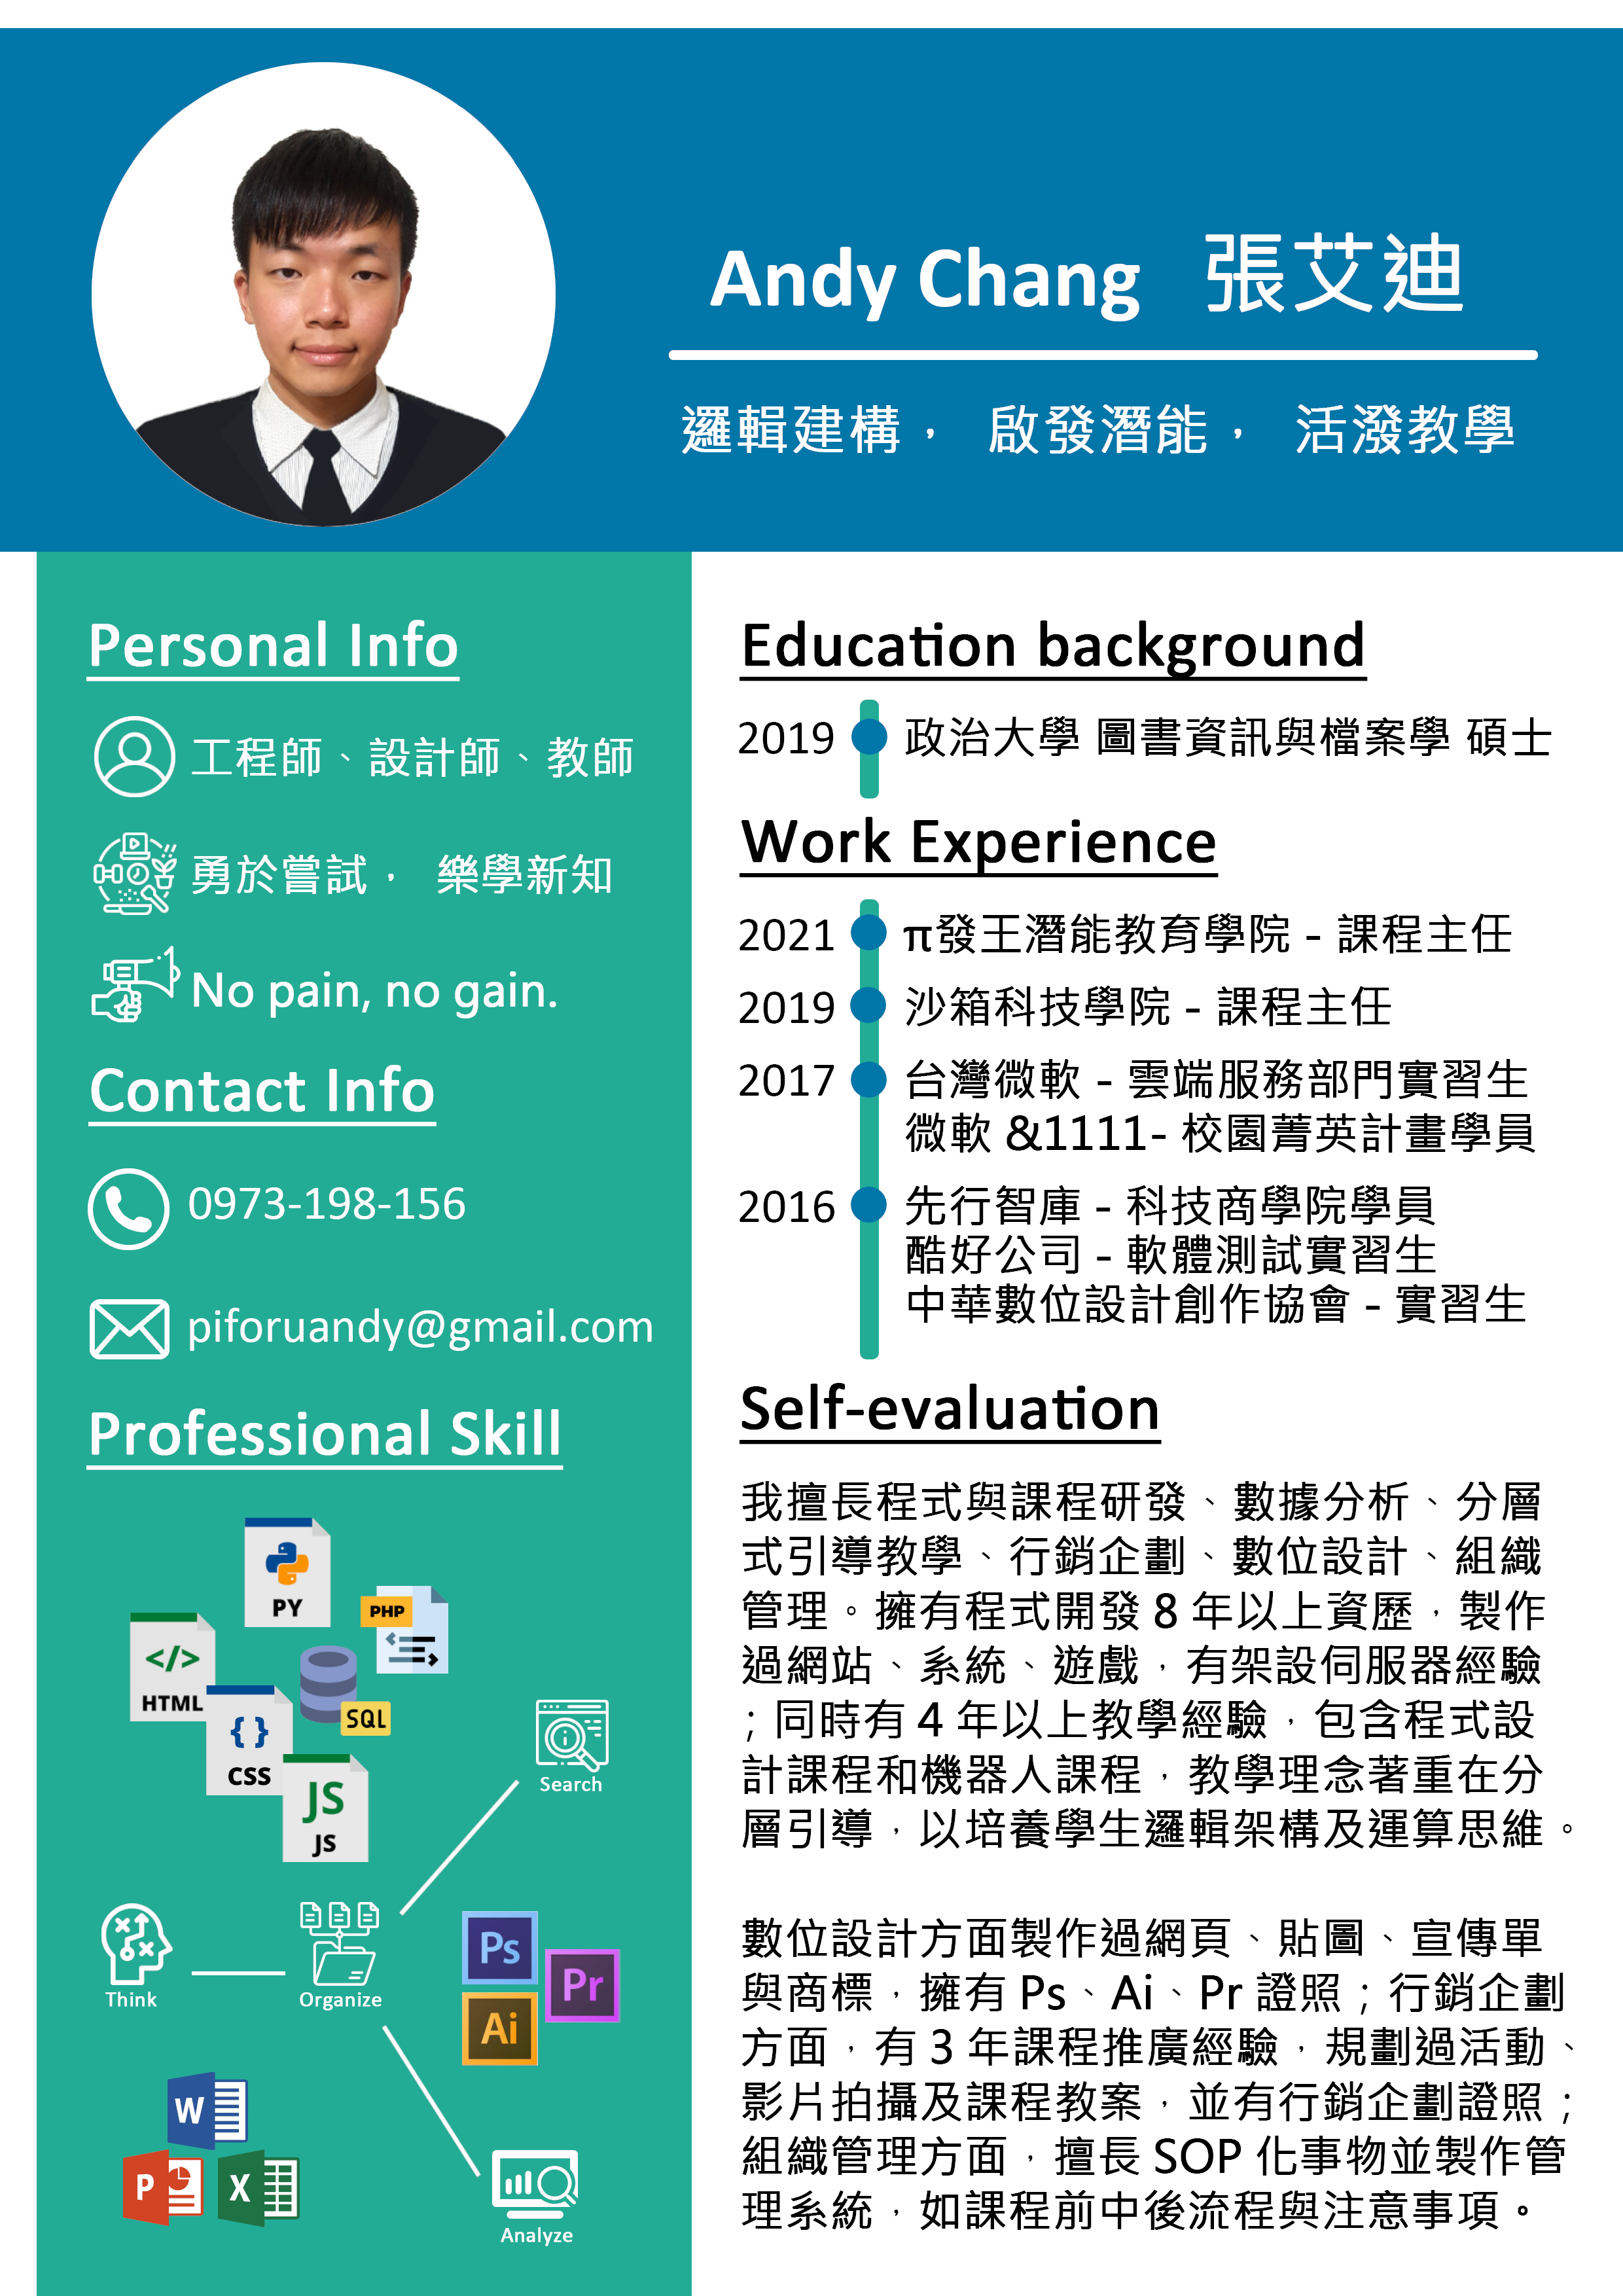 Andy Chang 張艾迪
邏輯建構， 啟發潛能， 活潑教學
Personal Info
工程師、設計師、教師
勇於嘗試， 樂學新知
No pain, no gain.
Contact Info
0973-198-156
piforuandy@gmail.com
Professional Skill
PY
PHP
</>
HTML
SQL
{ }
CSS
JS
JS
Search
Think
Organize
Ps
Pr
Ai
W
P
X
Analyze
Education background
2019 政治大學 圖書資訊與檔案學 碩士
Work Experience
2021 π發王潛能教育學院 - 課程主任
2019 沙箱科技學院 - 課程主任
2017 台灣微軟 - 雲端服務部門實習生
微軟 &1111- 校園菁英計畫學員
2016 先行智庫 - 科技商學院學員
酷好公司 - 軟體測試實習生
中華數位設計創作協會 - 實習生
Self-evaluation
我擅長程式與課程研發、數據分析、分層
式引導教學、行銷企劃、數位設計、組織
管理。擁有程式開發 8 年以上資歷，製作
過網站、系統、遊戲，有架設伺服器經驗
；同時有 4 年以上教學經驗，包含程式設
計課程和機器人課程，教學理念著重在分
層引導，以培養學生邏輯架構及運算思維。
數位設計方面製作過網頁、貼圖、宣傳單
與商標，擁有 Ps、Ai、Pr 證照；行銷企劃
方面，有 3 年課程推廣經驗，規劃過活動、
影片拍攝及課程教案，並有行銷企劃證照；
組織管理方面，擅長 SOP 化事物並製作管
理系統，如課程前中後流程與注意事項。